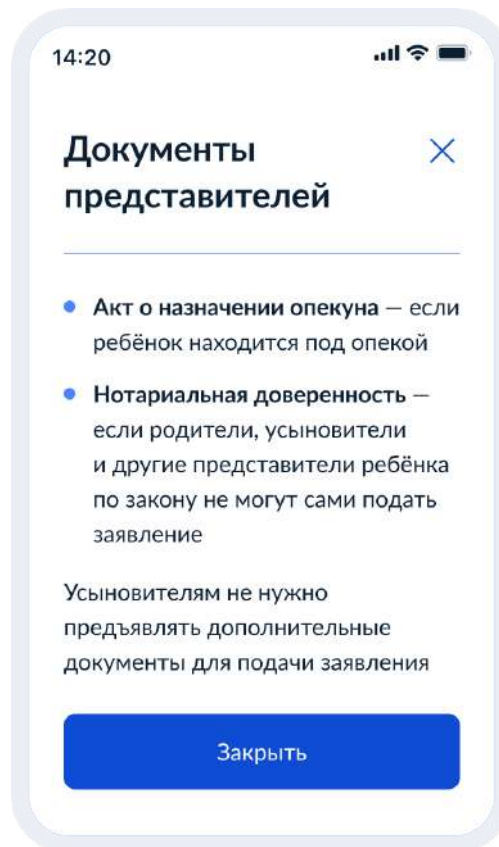 14:20
Документы
представителей
Акт о назначении опекуна — если
ребёнок находится под опекой
Нотариальная доверенность —
если родители, усыновители
и другие представители ребёнка
по закону не могут сами подать
заявление
Усыновителям не нужно
предъявлять дополнительные
документы для подачи заявления
Закрыть